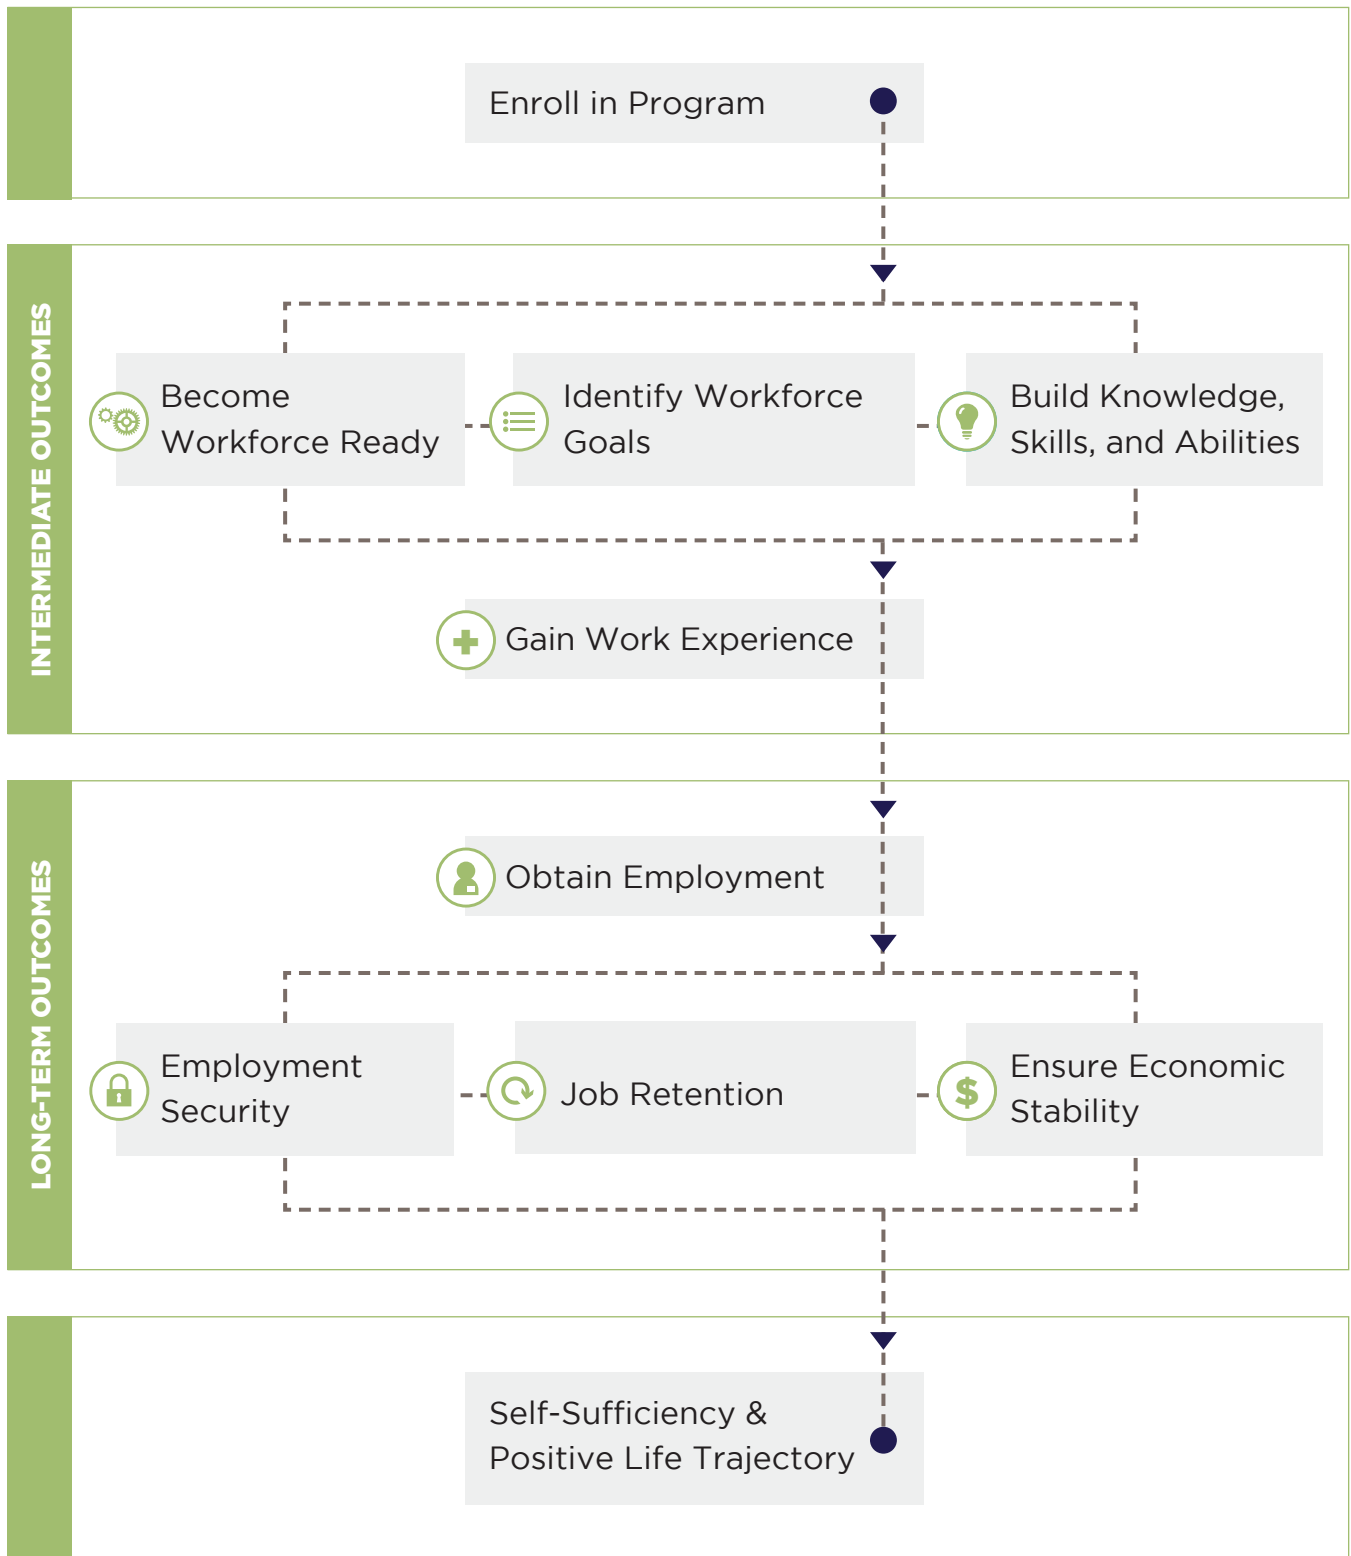 Enroll in Program
INTERMEDIATE OUTCOMES
Become
Workforce Ready
Identify Workforce
Goals
Build Knowledge,
Skills, and Abilities
Gain Work Experience
LONG-TERM OUTCOMES
Obtain Employment
Employment
Security
Job Retention
Ensure Economic
Stability
Self-Sufficiency &
Positive Life Trajectory